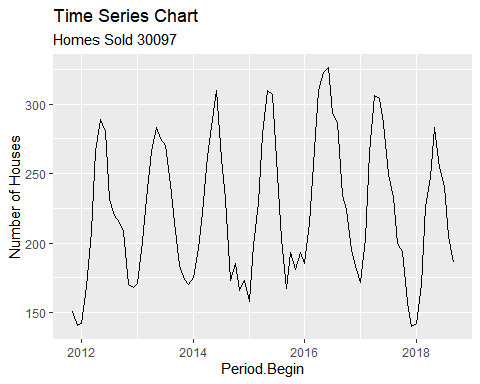 Time Series Chart
Homes Sold 30097
Number of Houses
300
250
200
150
2012
2014
2016
2018
Period.Begin